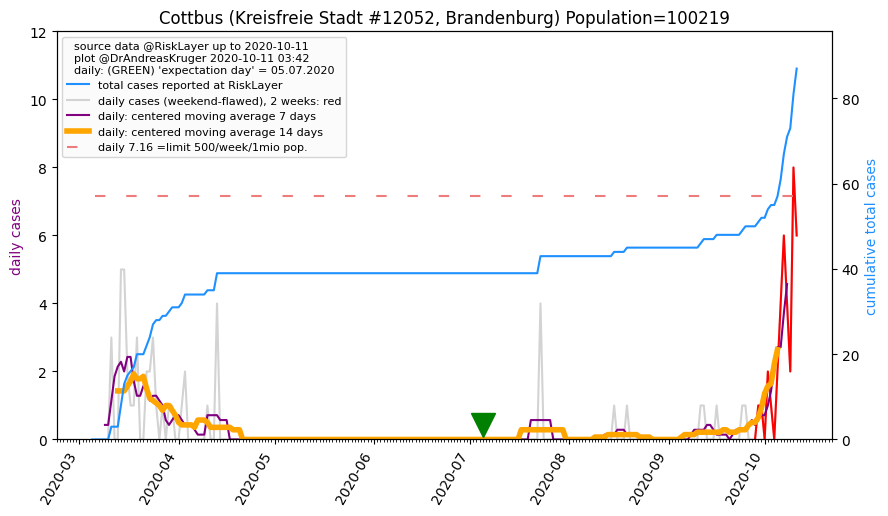 Cottbus (Kreisfreie Stadt #12052, Brandenburg) Population=100219
source data @RiskLayer up to 2020-10-11
plot @DrAndreasKruger 2020-10-11 03:42
daily: (GREEN) 'expectation day' = 05.07.2020
total cases reported at RiskLayer
daily cases (weekend-flawed), 2 weeks: red
daily: centered moving average 7 days
daily: centered moving average 14 days
daily 7.16 =limit 500/week/1mio pop.
daily cases
12
10
8
6
4
2
0
cumulative total cases
80
60
40
20
0
2020-03
2020-04
2020-05
2020-06
2020-07
2020-08
2020-09
2020-10